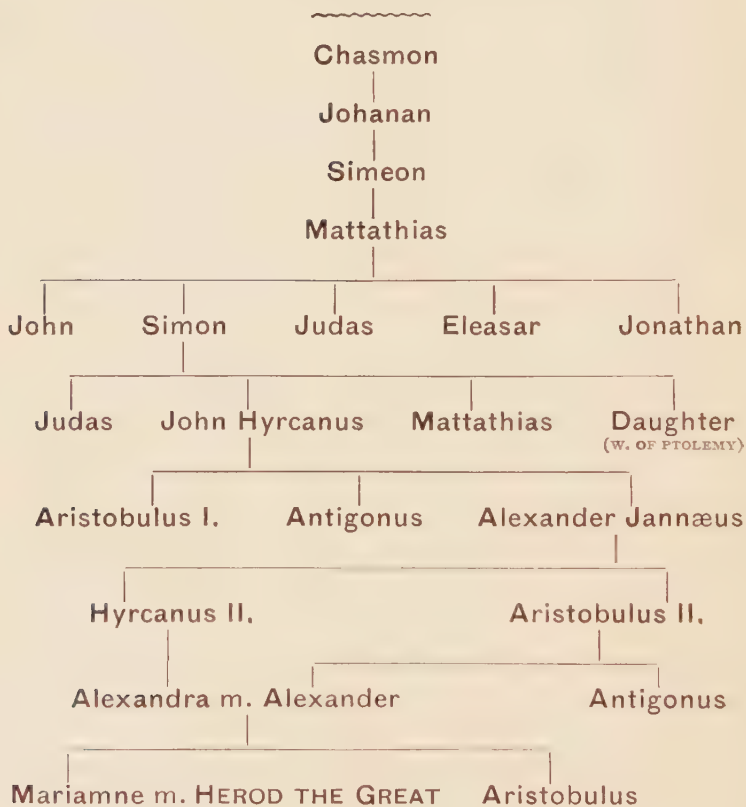 Chasmon
Johanan
Simeon
Mattathias
John Simon Judas Eleasar Jonathan
Judas John Hyrcanus Mattathias Daughter
(W. OF PTOLEMY)
Aristobulus I. Antigonus Alexander Jannæus
Hyrcanus II. Aristobulus II.
Alexandra m. Alexander Antigonus
Mariamne m. HEROD THE GREAT Aristobulus